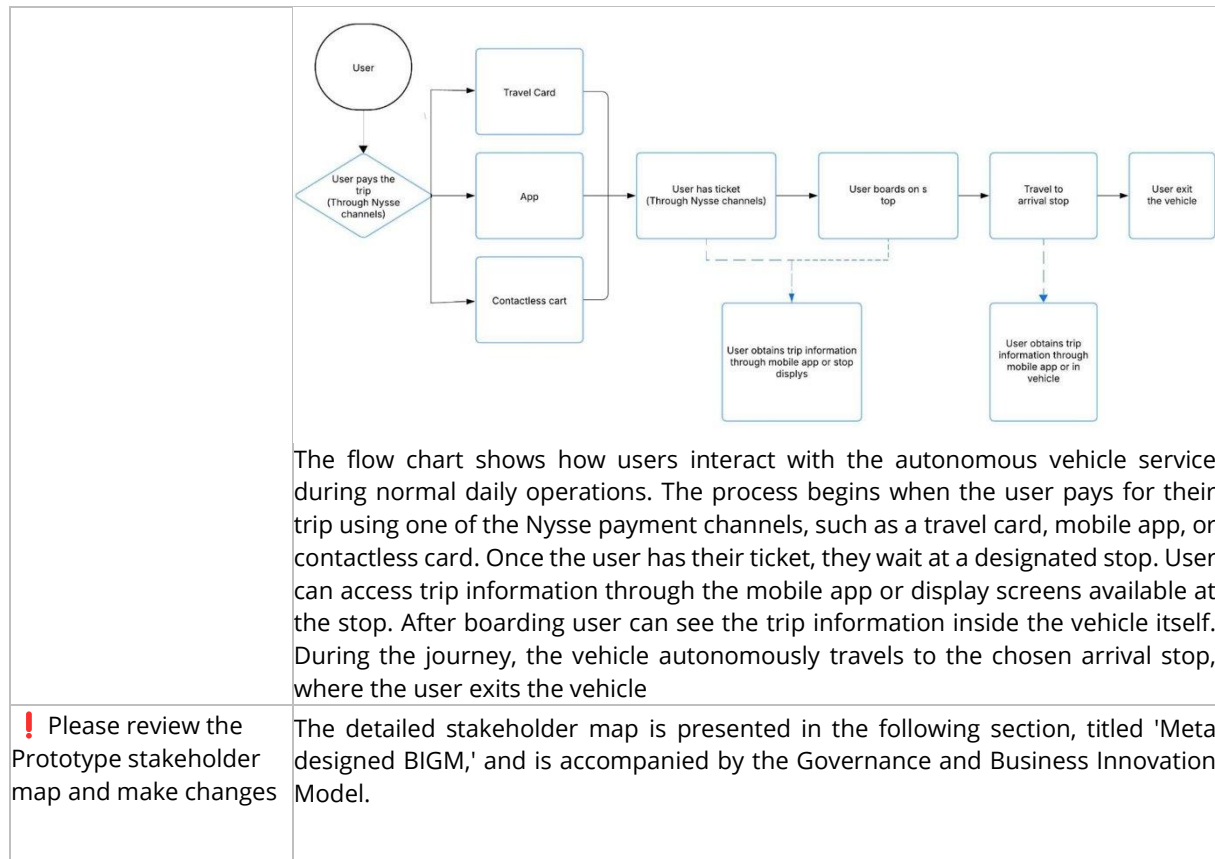 User
Travel Card
User pays the
trip
(Through Nysse
channels)
App
Contactless cart
User has ticket
(Through Nysse channels)
User boards on s
top
Travel to
arrival stop
User exit
the vehicle
User obtains trip information
through mobile app or stop
displys
User obtains trip
information through
mobile app or in
vehicle
The flow chart shows how users interact with the autonomous vehicle service
during normal daily operations. The process begins when the user pays for their
trip using one of the Nysse payment channels, such as a travel card, mobile app, or
contactless card. Once the user has their ticket, they wait at a designated stop. User
can access trip information through the mobile app or display screens available at
the stop. After boarding user can see the trip information inside the vehicle itself.
During the journey, the vehicle autonomously travels to the chosen arrival stop,
where the user exits the vehicle
❗ Please review the
Prototype stakeholder
map and make changes
The detailed stakeholder map is presented in the following section, titled 'Meta
designed BIGM,' and is accompanied by the Governance and Business Innovation
Model.